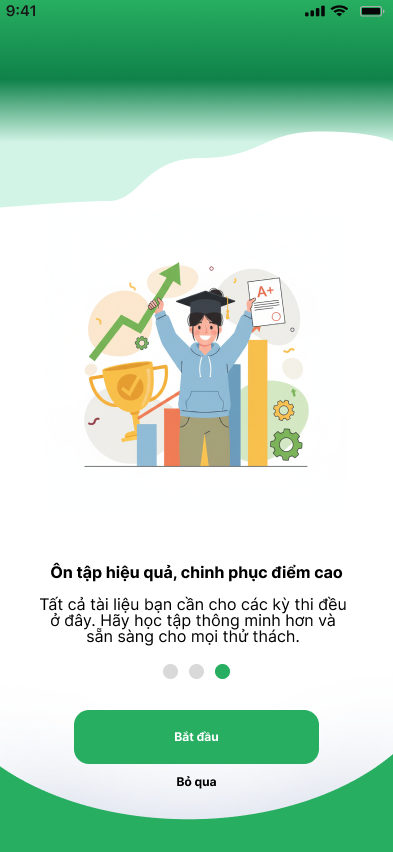 9:41
A+
Ôn tập hiệu quả, chinh phục điểm cao
Tất cả tài liệu bạn cần cho các kỳ thi đều
ở đây. Hãy học tập thông minh hơn và
sẵn sàng cho mọi thử thách.
Bắt đầu
Bỏ qua